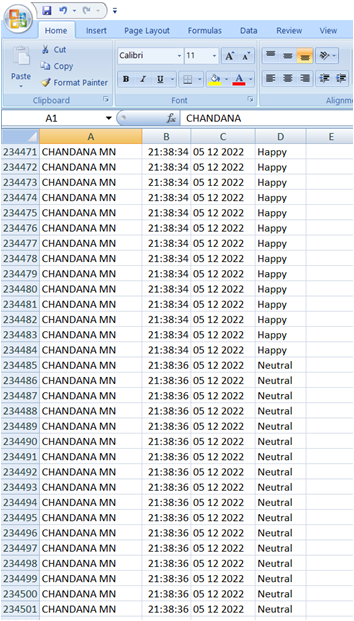 Home Insert Page Layout Formulas Data Review View
Cut
Copy
Format Painter
Paste
Clipboard
Calibri 11 A A
B I U A
Font
Alignm
A1 fx CHANDANA
A B C D E
234471 CHANDANA MN 21:38:34 05 12 2022 Happy
234472 CHANDANA MN 21:38:34 05 12 2022 Happy
234473 CHANDANA MN 21:38:34 05 12 2022 Happy
234474 CHANDANA MN 21:38:34 05 12 2022 Happy
234475 CHANDANA MN 21:38:34 05 12 2022 Happy
234476 CHANDANA MN 21:38:34 05 12 2022 Happy
234477 CHANDANA MN 21:38:34 05 12 2022 Happy
234478 CHANDANA MN 21:38:34 05 12 2022 Happy
234479 CHANDANA MN 21:38:34 05 12 2022 Happy
234480 CHANDANA MN 21:38:34 05 12 2022 Happy
234481 CHANDANA MN 21:38:34 05 12 2022 Happy
234482 CHANDANA MN 21:38:34 05 12 2022 Happy
234483 CHANDANA MN 21:38:34 05 12 2022 Happy
234484 CHANDANA MN 21:38:34 05 12 2022 Happy
234485 CHANDANA MN 21:38:36 05 12 2022 Neutral
234486 CHANDANA MN 21:38:36 05 12 2022 Neutral
234487 CHANDANA MN 21:38:36 05 12 2022 Neutral
234488 CHANDANA MN 21:38:36 05 12 2022 Neutral
234489 CHANDANA MN 21:38:36 05 12 2022 Neutral
234490 CHANDANA MN 21:38:36 05 12 2022 Neutral
234491 CHANDANA MN 21:38:36 05 12 2022 Neutral
234492 CHANDANA MN 21:38:36 05 12 2022 Neutral
234493 CHANDANA MN 21:38:36 05 12 2022 Neutral
234494 CHANDANA MN 21:38:36 05 12 2022 Neutral
234495 CHANDANA MN 21:38:36 05 12 2022 Neutral
234496 CHANDANA MN 21:38:36 05 12 2022 Neutral
234497 CHANDANA MN 21:38:36 05 12 2022 Neutral
234498 CHANDANA MN 21:38:36 05 12 2022 Neutral
234499 CHANDANA MN 21:38:36 05 12 2022 Neutral
234500 CHANDANA MN 21:38:36 05 12 2022 Neutral
234501 CHANDANA MN 21:38:36 05 12 2022 Neutral